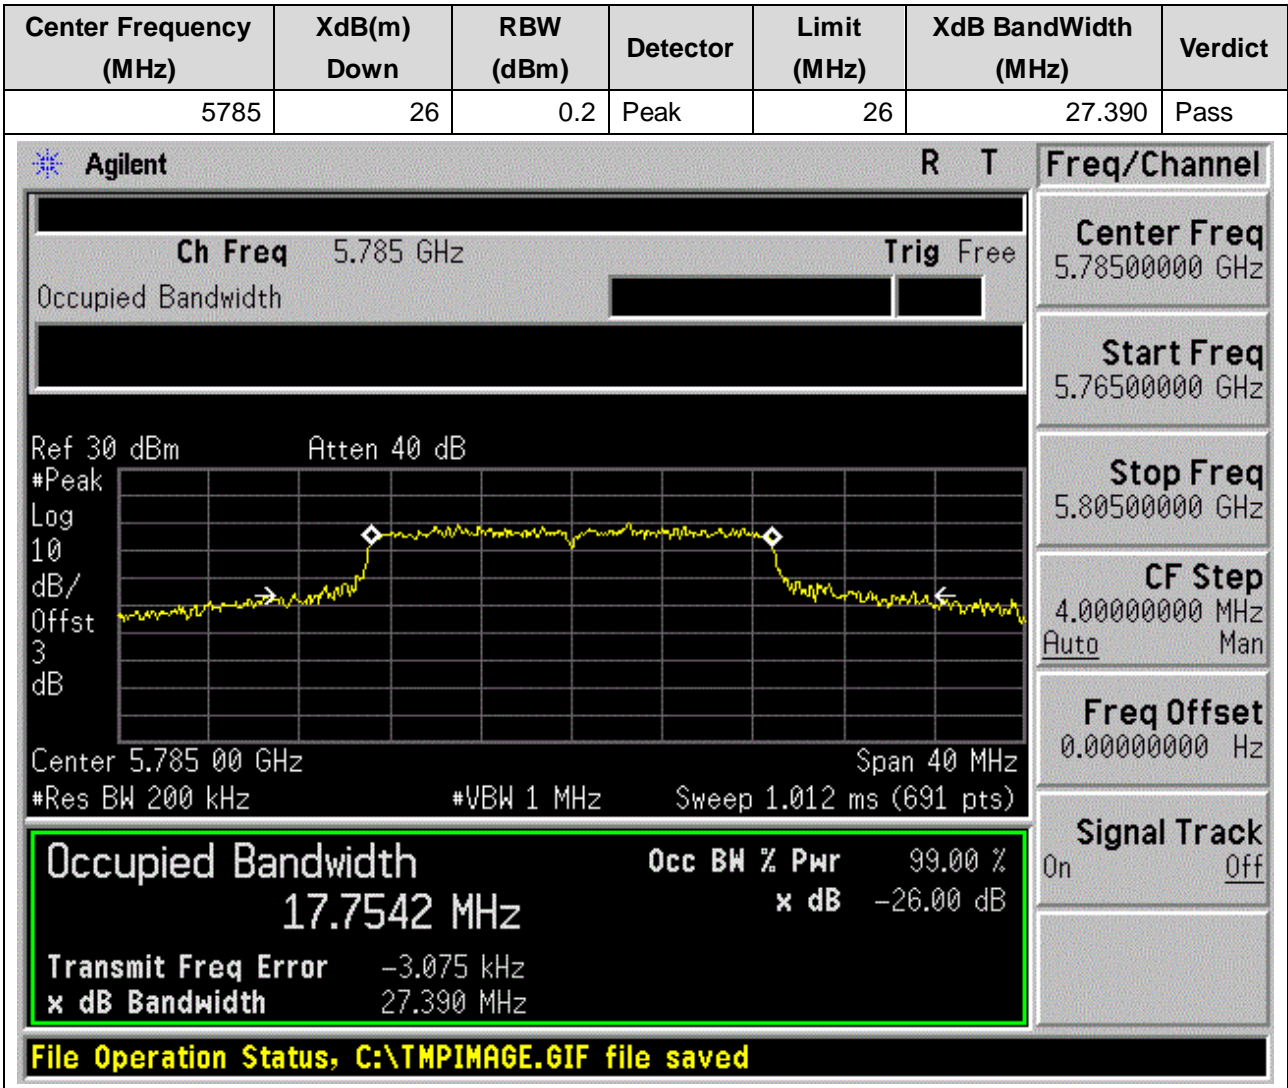 Center Frequency (MHz) XdB(m) Down RBW (dBm) Detector Limit (MHz) XdB BandWidth (MHz) Verdict
5785 26 0.2 Peak 26 27.390 Pass
Agilent R T Freq/Channel
Ch Freq 5.785 GHz Trig Free
Occupied Bandwidth
Center Freq
5.78500000 GHz
Start Freq
5.76500000 GHz
Stop Freq
5.80500000 GHz
CF Step
4.00000000 MHz
Auto Man
Freq Offset
0.00000000 Hz
Signal Track
On Off
Ref 30 dBm Atten 40 dB
#Peak
Log
10
dB/
Offst
3
dB
Center 5.785 00 GHz Span 40 MHz
#Res BW 200 kHz #VBW 1 MHz Sweep 1.012 ms (691 pts)
Occupied Bandwidth Occ BW % Pwr 99.00 %
17.7542 MHz x dB -26.00 dB
Transmit Freq Error -3.075 kHz
x dB Bandwidth 27.390 MHz
File Operation Status, C:\TMPIMAGE.GIF file saved